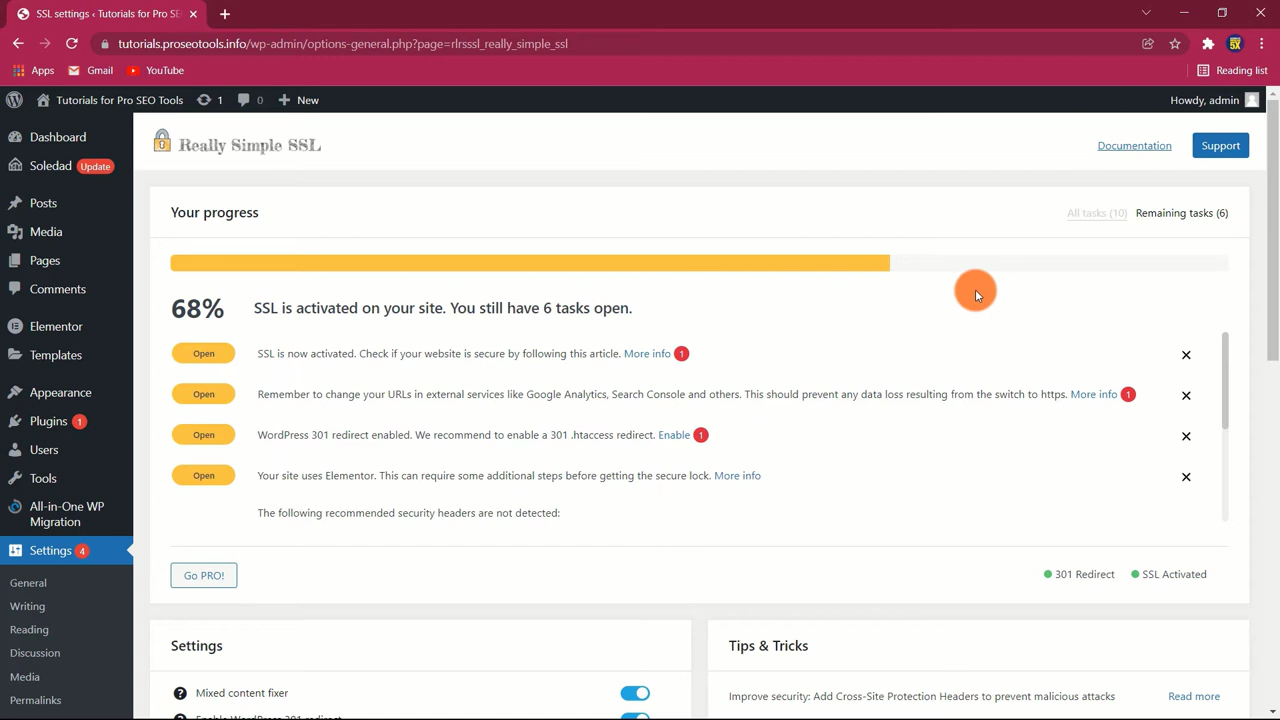 SSL settings ‹ Tutorials for Pro SE
tutorials.proseotools.info/wp-admin/options-general.php?page=rlrsssl_really_simple_ssl
5X
Apps Gmail YouTube Reading list
Tutorials for Pro SEO Tools 1 0 New Howdy, admin
Dashboard
Soledad Update
Posts
Media
Pages
Comments
Elementor
Templates
Appearance
Plugins 1
Users
Tools
All-in-One WP
Migration
Settings 4
General
Writing
Reading
Discussion
Media
Permalinks
Really Simple SSL
Documentation Support
Your progress All tasks (10) Remaining tasks (6)
68% SSL is activated on your site. You still have 6 tasks open.
Open SSL is now activated. Check if your website is secure by following this article. More info 1
Open Remember to change your URLs in external services like Google Analytics, Search Console and others. This should prevent any data loss resulting from the switch to https. More info 1
Open WordPress 301 redirect enabled. We recommend to enable a 301 .htaccess redirect. Enable 1
Open Your site uses Elementor. This can require some additional steps before getting the secure lock. More info
The following recommended security headers are not detected:
Go PRO! 301 Redirect SSL Activated
Settings
Mixed content fixer
Enable WordPress 301 redirect
Tips & Tricks
Improve security: Add Cross-Site Protection Headers to prevent malicious attacks Read more